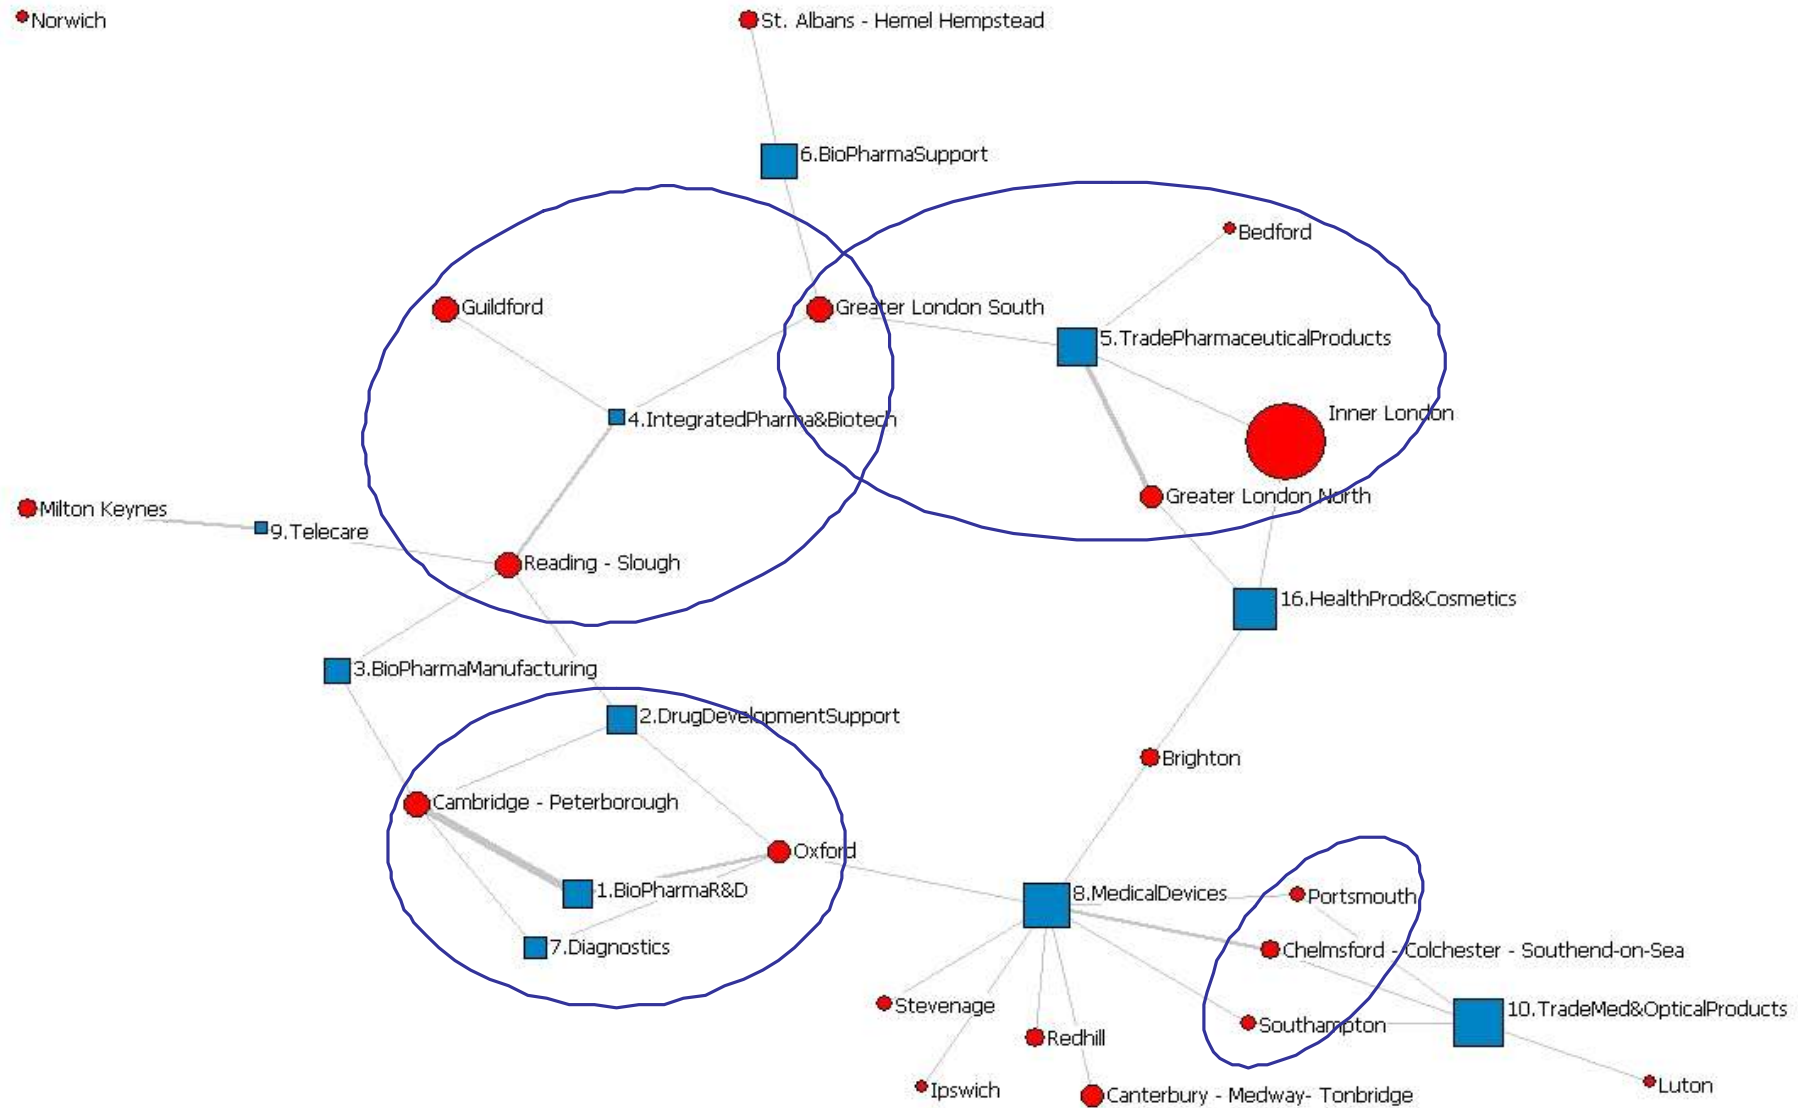 Norwich
St. Albans - Hemel Hempstead
6.BioPharmaSupport
Bedford
Guildford
Greater London South
5.TradePharmaceuticalProducts
Inner London
4.IntegratedPharma&Biotech
Greater London North
Milton Keynes
9.Telecare
Reading - Slough
16.HealthProd&Cosmetics
3.BioPharmaManufacturing
2.DrugDevelopmentSupport
Brighton
Cambridge - Peterborough
Oxford
1.BioPharmaR&D
8.MedicalDevices
Portsmouth
7.Diagnostics
Chelmsford - Colchester - Southend-on-Sea
Stevenage
10.TradeMed&OpticalProducts
Southampton
Redhill
Ipswich
Canterbury - Medway- Tonbridge
Luton